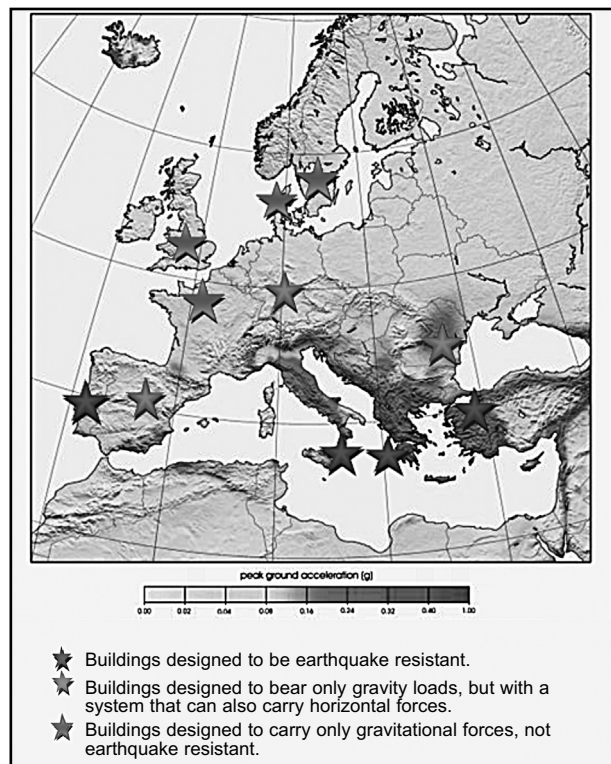 peak ground acceleration (g)
0.00 0.02 0.04 0.08 0.16 0.24 0.32 0.40 1.00
Buildings designed to be earthquake resistant.
Buildings designed to bear only gravity loads, but with a
system that can also carry horizontal forces.
Buildings designed to carry only gravitational forces, not
earthquake resistant.